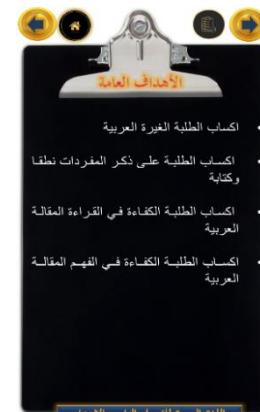 الأهداف العامة
• اكساب الطلبة الغيرة العربية
• اكساب الطلبة على ذكر المفردات نطقا
وكتابة
• اكساب الطلبة الكفاءة في القراءة المقالة
العربية
• اكساب الطلبة الكفاءة في الفهم المقالة
العربية